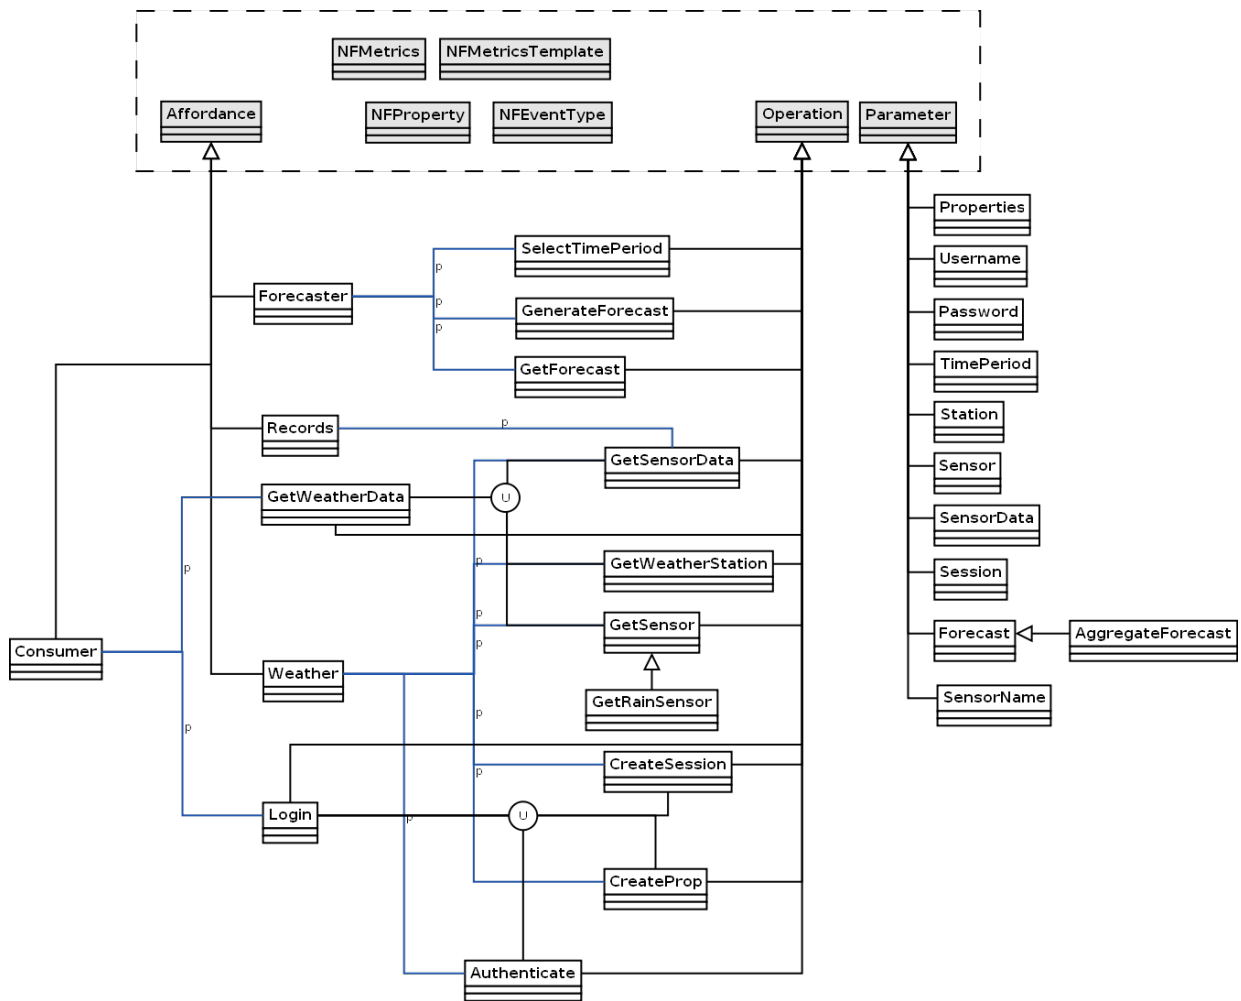 NFMetrics
NFMetricsTemplate
Affordance
NFProperty
NFEventType
Operation
Parameter
Properties
SelectTimePeriod
Username
p
Forecaster
p
GenerateForecast
Password
p
GetForecast
TimePeriod
Records
p
Station
GetSensorData
Sensor
GetWeatherData
U
SensorData
p
p
GetWeatherStation
Session
p
GetSensor
Forecast
AggregateForecast
Consumer
p
Weather
GetRainSensor
SensorName
p
p
p
CreateSession
Login
p
U
CreateProp
Authenticate